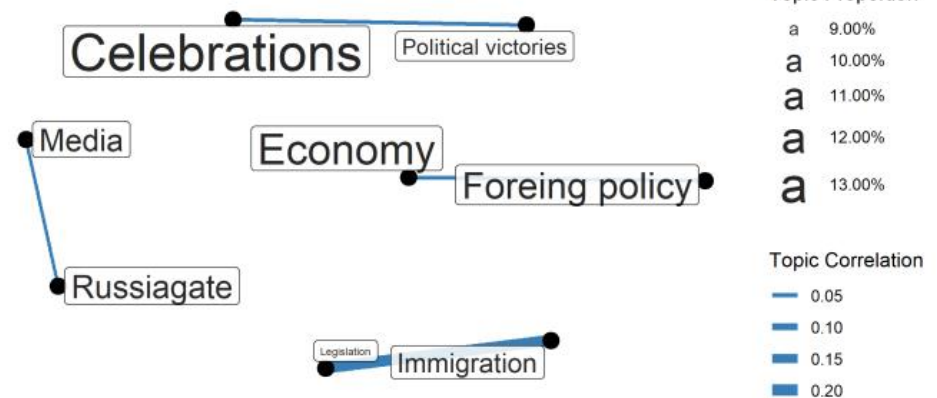 Celebrations
Political victories
Media
Economy
Foreing policy
Russiagate
Legislation
Immigration
a 9.00%
a 10.00%
a 11.00%
a 12.00%
a 13.00%
Topic Correlation
0.05
0.10
0.15
0.20